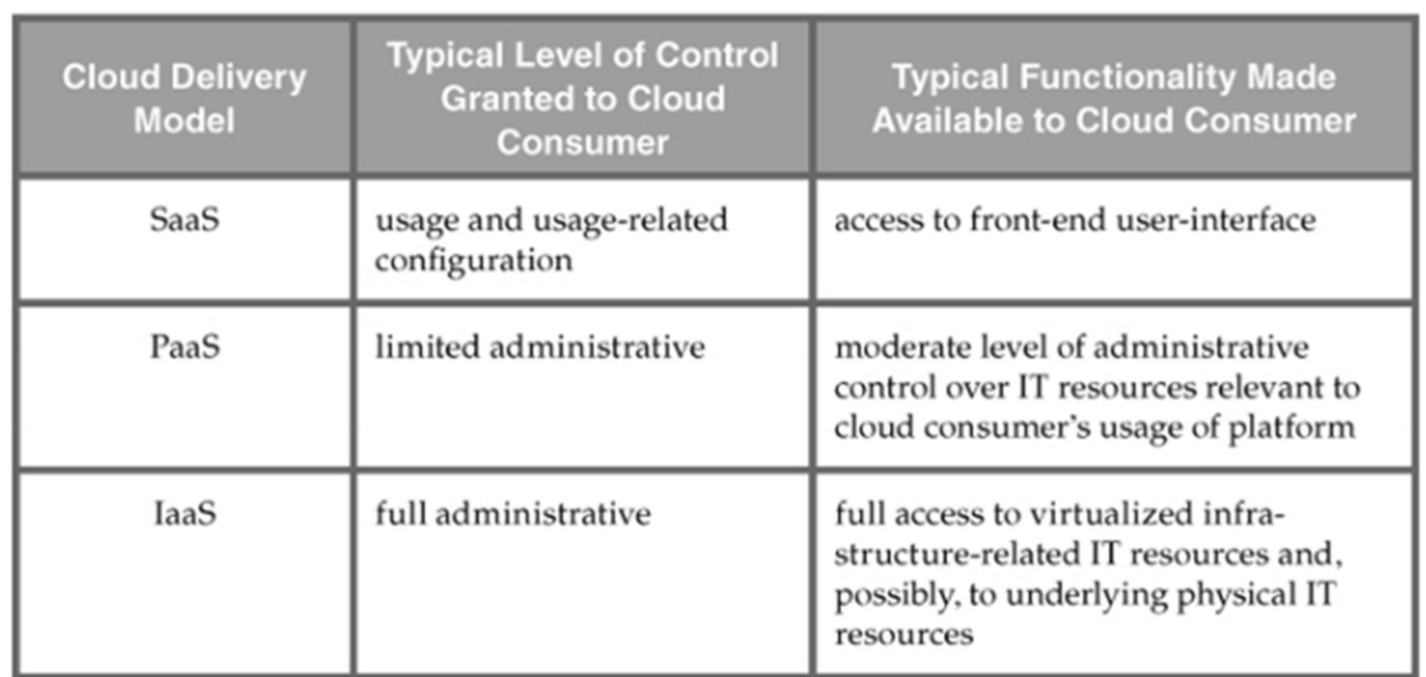 Cloud Delivery
Model
Typical Level of Control
Granted to Cloud
Consumer
Typical Functionality Made
Available to Cloud Consumer
SaaS
usage and usage-related
configuration
access to front-end user-interface
PaaS
limited administrative
moderate level of administrative
control over IT resources relevant to
cloud consumer's usage of platform
IaaS
full administrative
full access to virtualized infra-
structure-related IT resources and,
possibly, to underlying physical IT
resources